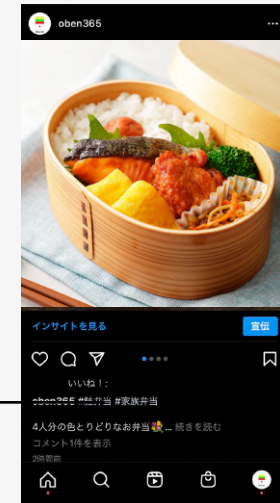 oben365
インサイトを見る
宣伝
いいね！:
oben365 #鮭弁当 #家族弁当
4人分の色とりどりなお弁当💐 ... 続きを読む
コメント1件を表示
2時間前